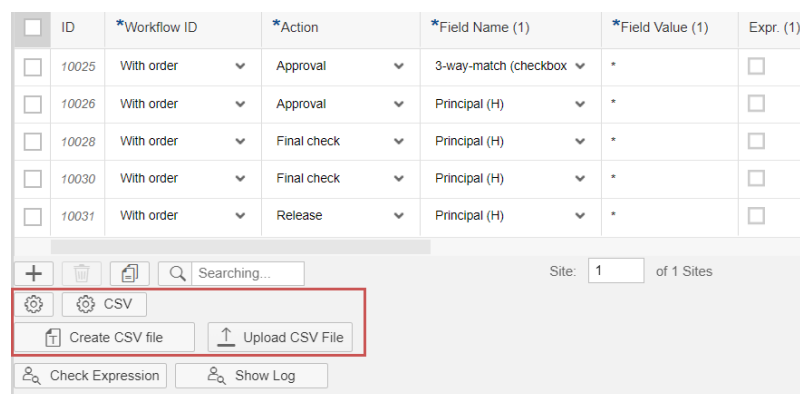 ID *Workflow ID *Action *Field Name (1) *Field Value (1) Expr. (1)
10025 With order Approval 3-way-match (checkbox *
10026 With order Approval Principal (H) *
10028 With order Final check Principal (H) *
10030 With order Final check Principal (H) *
10031 With order Release Principal (H) *
Searching... Site: 1 of 1 Sites
CSV
Create CSV file Upload CSV File
Check Expression Show Log